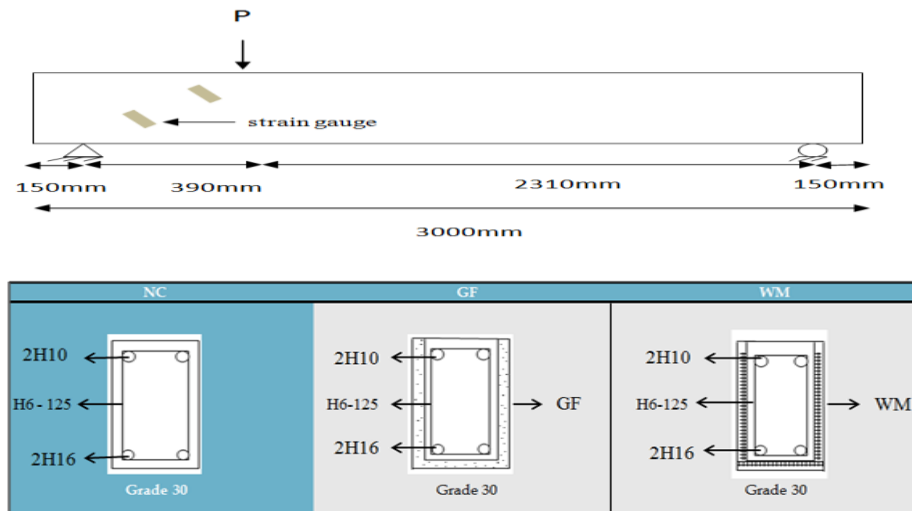 P
strain gauge
150mm 390mm 2310mm 150mm
3000mm
NC GF WM
2H10 2H10 2H10
H6 - 125 H6-125 GF H6-125 WM
2H16 2H16 2H16
Grade 30 Grade 30 Grade 30